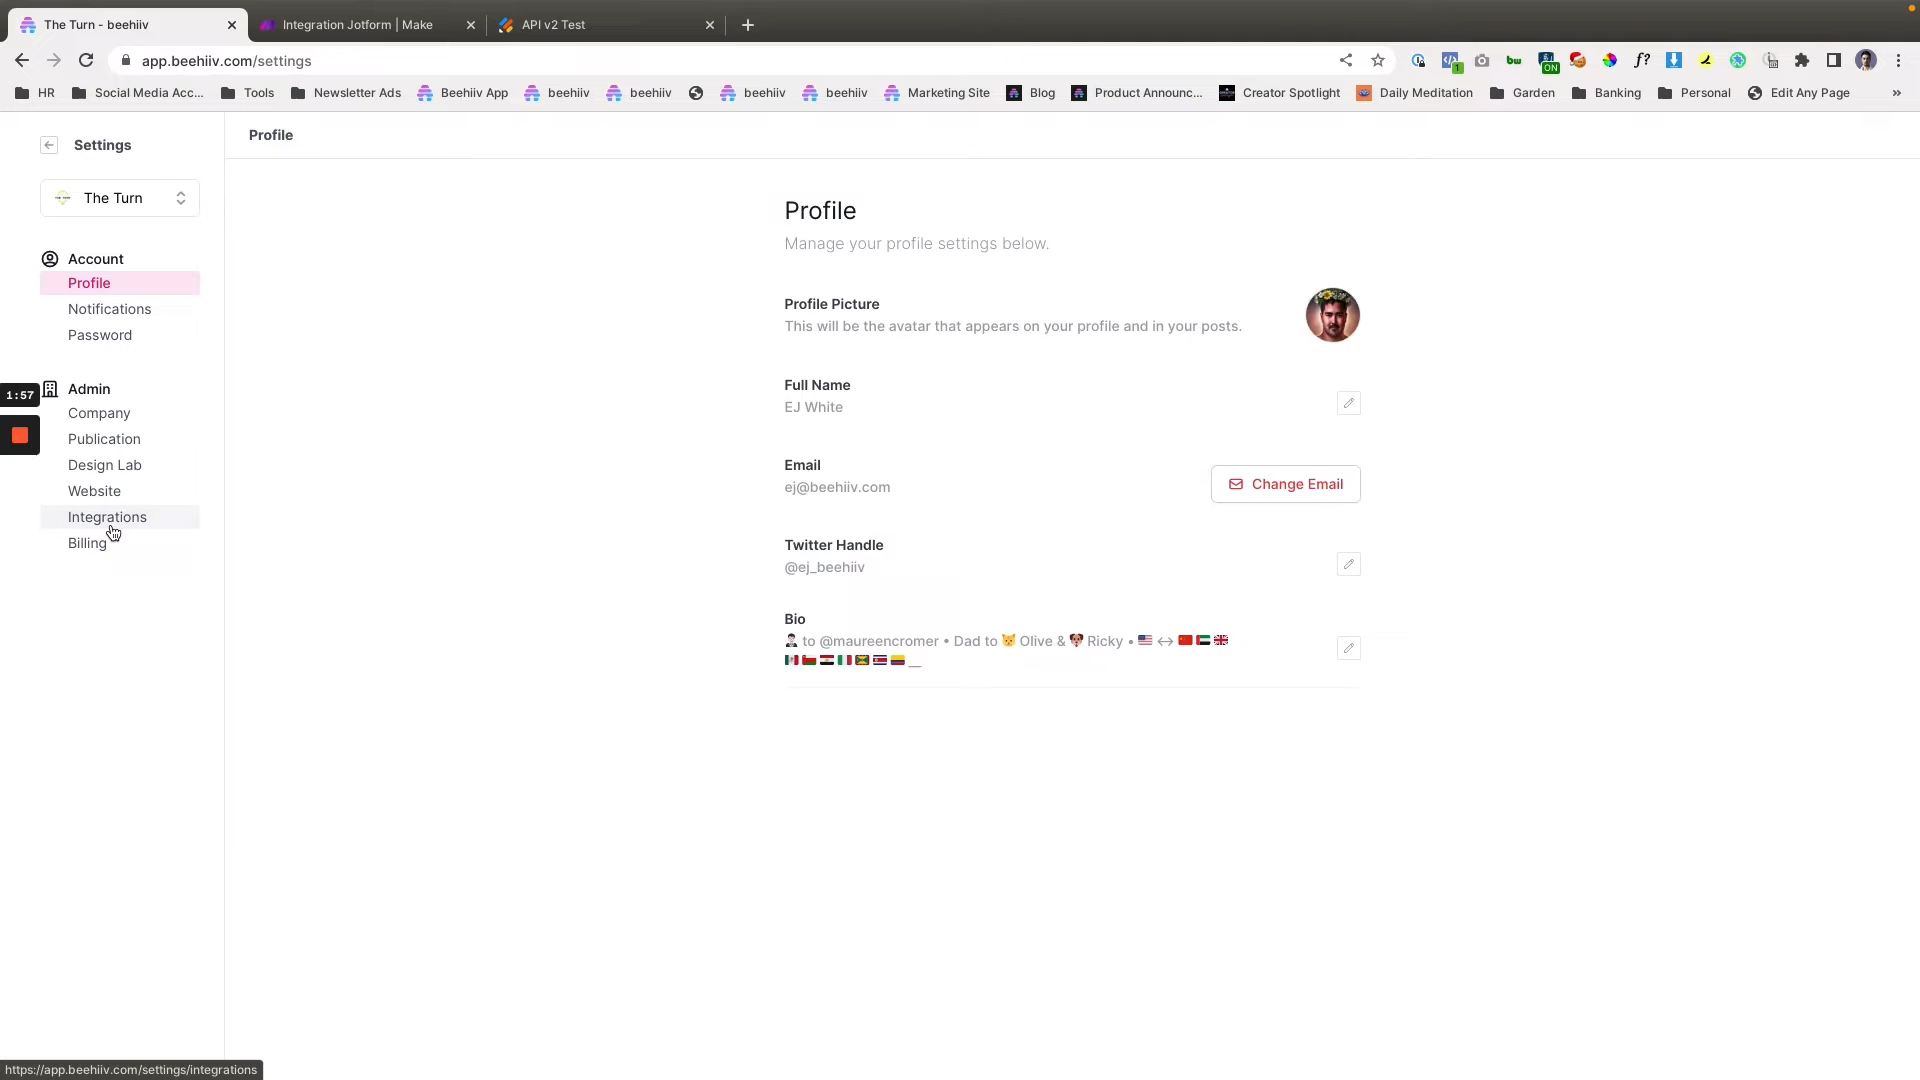 The Turn - beehiiv
Integration Jotform | Make
API v2 Test
app.beehiiv.com/settings
1
bw
ON
f?
HR
Social Media Acc...
Tools
Newsletter Ads
Beehiiv App
beehiiv
beehiiv
beehiiv
beehiiv
Marketing Site
Blog
Product Announc...
Creator Spotlight
Daily Meditation
Garden
Banking
Personal
Edit Any Page
»
Settings
Profile
The Turn
Account
Profile
Notifications
Password
Admin
Company
Publication
Design Lab
Website
Integrations
Billing
1:57
Profile
Manage your profile settings below.
Profile Picture
This will be the avatar that appears on your profile and in your posts.
Full Name
EJ White
Email
ej@beehiiv.com
Change Email
Twitter Handle
@ej_beehiiv
Bio
🤵🏻 to @maureencromer • Dad to 🐱 Olive & 🐶 Ricky • 🇺🇸 ↔ 🇨🇳 🇦🇪 🇬🇧
🇲🇽 🇴🇲 🇪🇬 🇮🇹 🇬🇩 🇨🇷 🇨🇴 __
https://app.beehiiv.com/settings/integrations